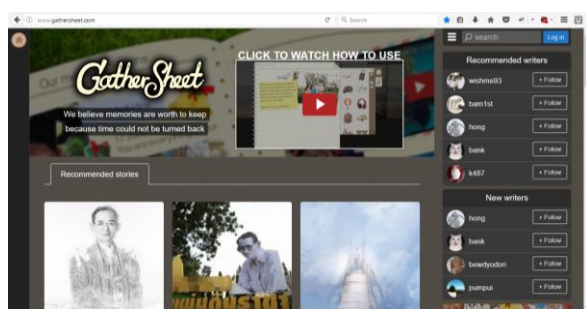 www.gathersheet.com
Search
GatherSheet
CLICK TO WATCH HOW TO USE
We believe memories are worth to keep
because time could not be turned back
Recommended stories
search
Log in
Recommended writers
wishme93
+ Follow
bam1st
+ Follow
hong
+ Follow
bank
+ Follow
k487
+ Follow
New writers
hong
+ Follow
bank
+ Follow
bewdyodon
+ Follow
pumpui
+ Follow